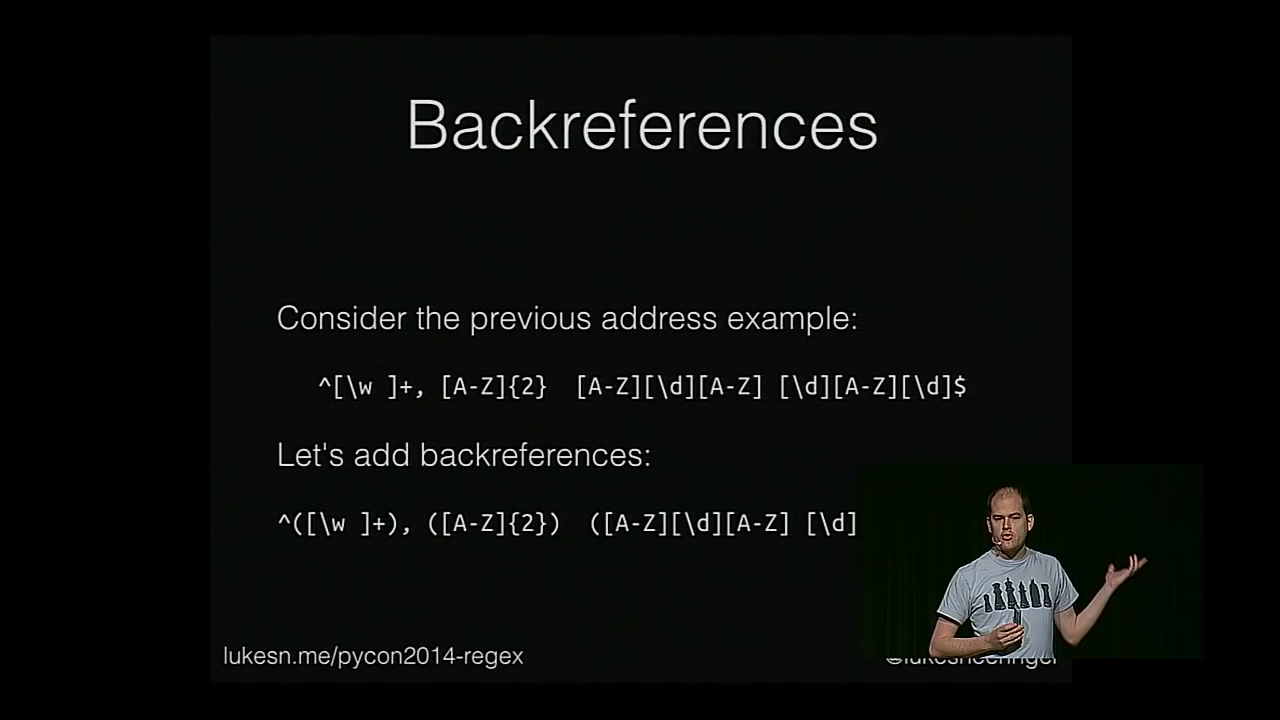 Backreferences
Consider the previous address example:
^[\w ]+, [A-Z]{2}  [A-Z][\d][A-Z] [\d][A-Z][\d]$
Let's add backreferences:
^([\w ]+), ([A-Z]{2})  ([A-Z][\d][A-Z] [\d]
lukesn.me/pycon2014-regex